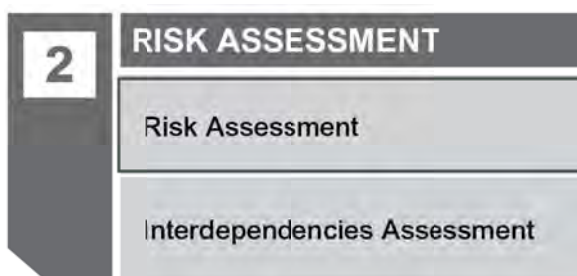 2
RISK ASSESSMENT
Risk Assessment
Interdependencies Assessment